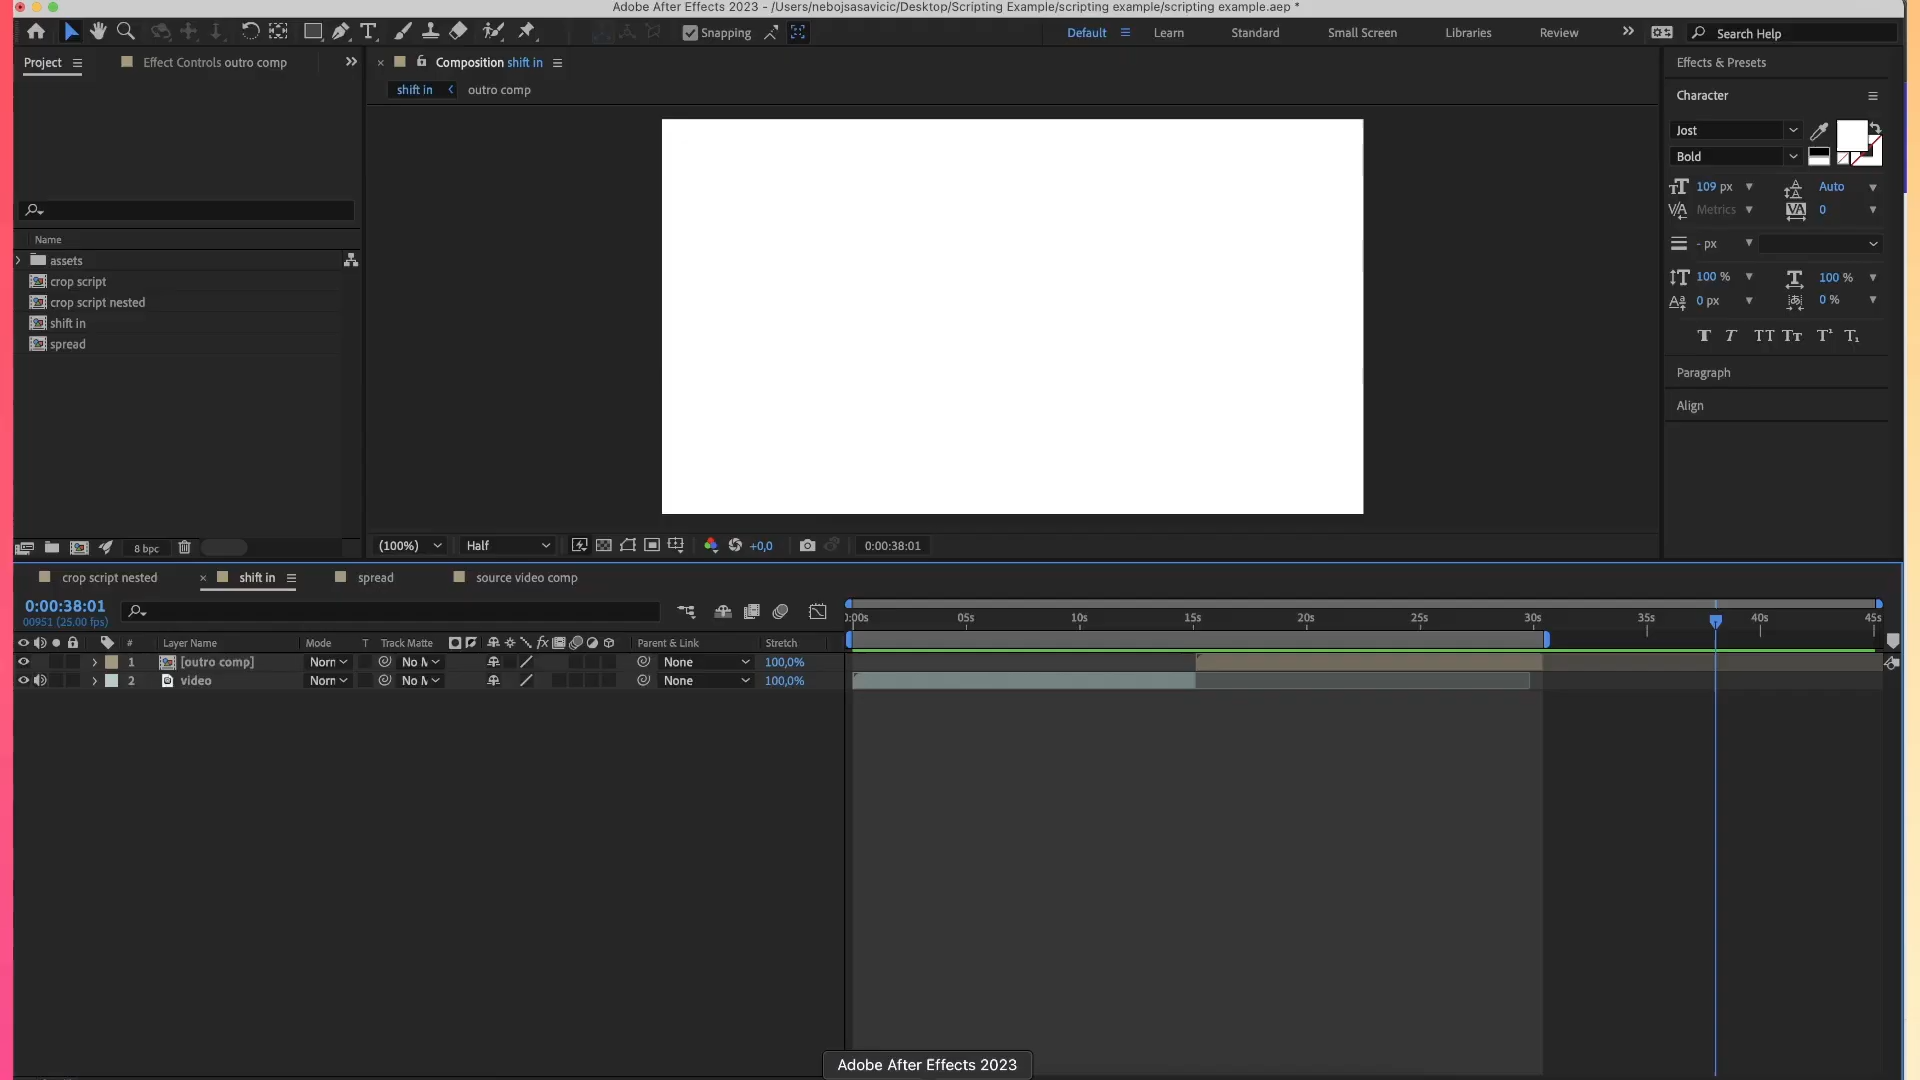 Adobe After Effects 2023 - /Users/nebojsasavicic/Desktop/Scripting Example/scripting example/scripting example.aep *
Snapping
Default
Learn
Standard
Small Screen
Libraries
Review
Search Help
Project
Effect Controls outro comp
Composition shift in
shift in
outro comp
Effects & Presets
Character
Jost
Bold
109 px
Auto
Metrics
0
- px
100 %
100 %
0 px
0 %
Paragraph
Align
Name
assets
crop script
crop script nested
shift in
spread
8 bpc
(100%)
Half
+0,0
0:00:38:01
crop script nested
shift in
spread
source video comp
0:00:38:01
00951 (25.00 fps)
:00s 05s 10s 15s 20s 25s 30s 35s 40s 45s
# Layer Name Mode T Track Matte Parent & Link Stretch
1 [outro comp] Norn No M None 100,0%
2 video Norn No M None 100,0%
Adobe After Effects 2023